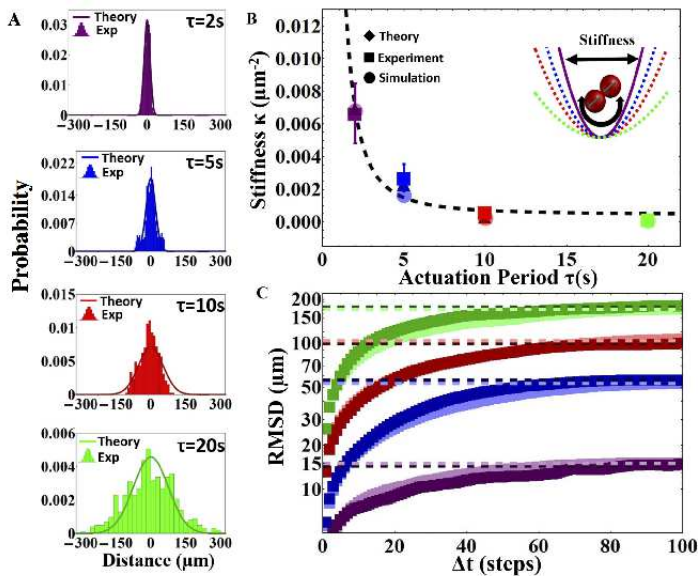 A
Probability
0.03
0.02
0.01
0
Theory
Exp
τ=2s
−300 −150 0 150 300
0.021
0.014
0.007
0
Theory
Exp
τ=5s
−300 −150 0 150 300
0.015
0.01
0.005
0
Theory
Exp
τ=10s
−300 −150 0 150 300
0.006
0.004
0.002
0
Theory
Exp
τ=20s
−300 −150 0 150 300
Distance (μm)
B
Stiffness κ (μm⁻²)
0.012
0.010
0.008
0.006
0.004
0.002
0.000
Theory
Experiment
Simulation
Stiffness
0 5 10 15 20
Actuation Period τ(s)
C
RMSD (μm)
200
150
100
70
50
30
20
15
10
0 20 40 60 80 100
Δt (steps)